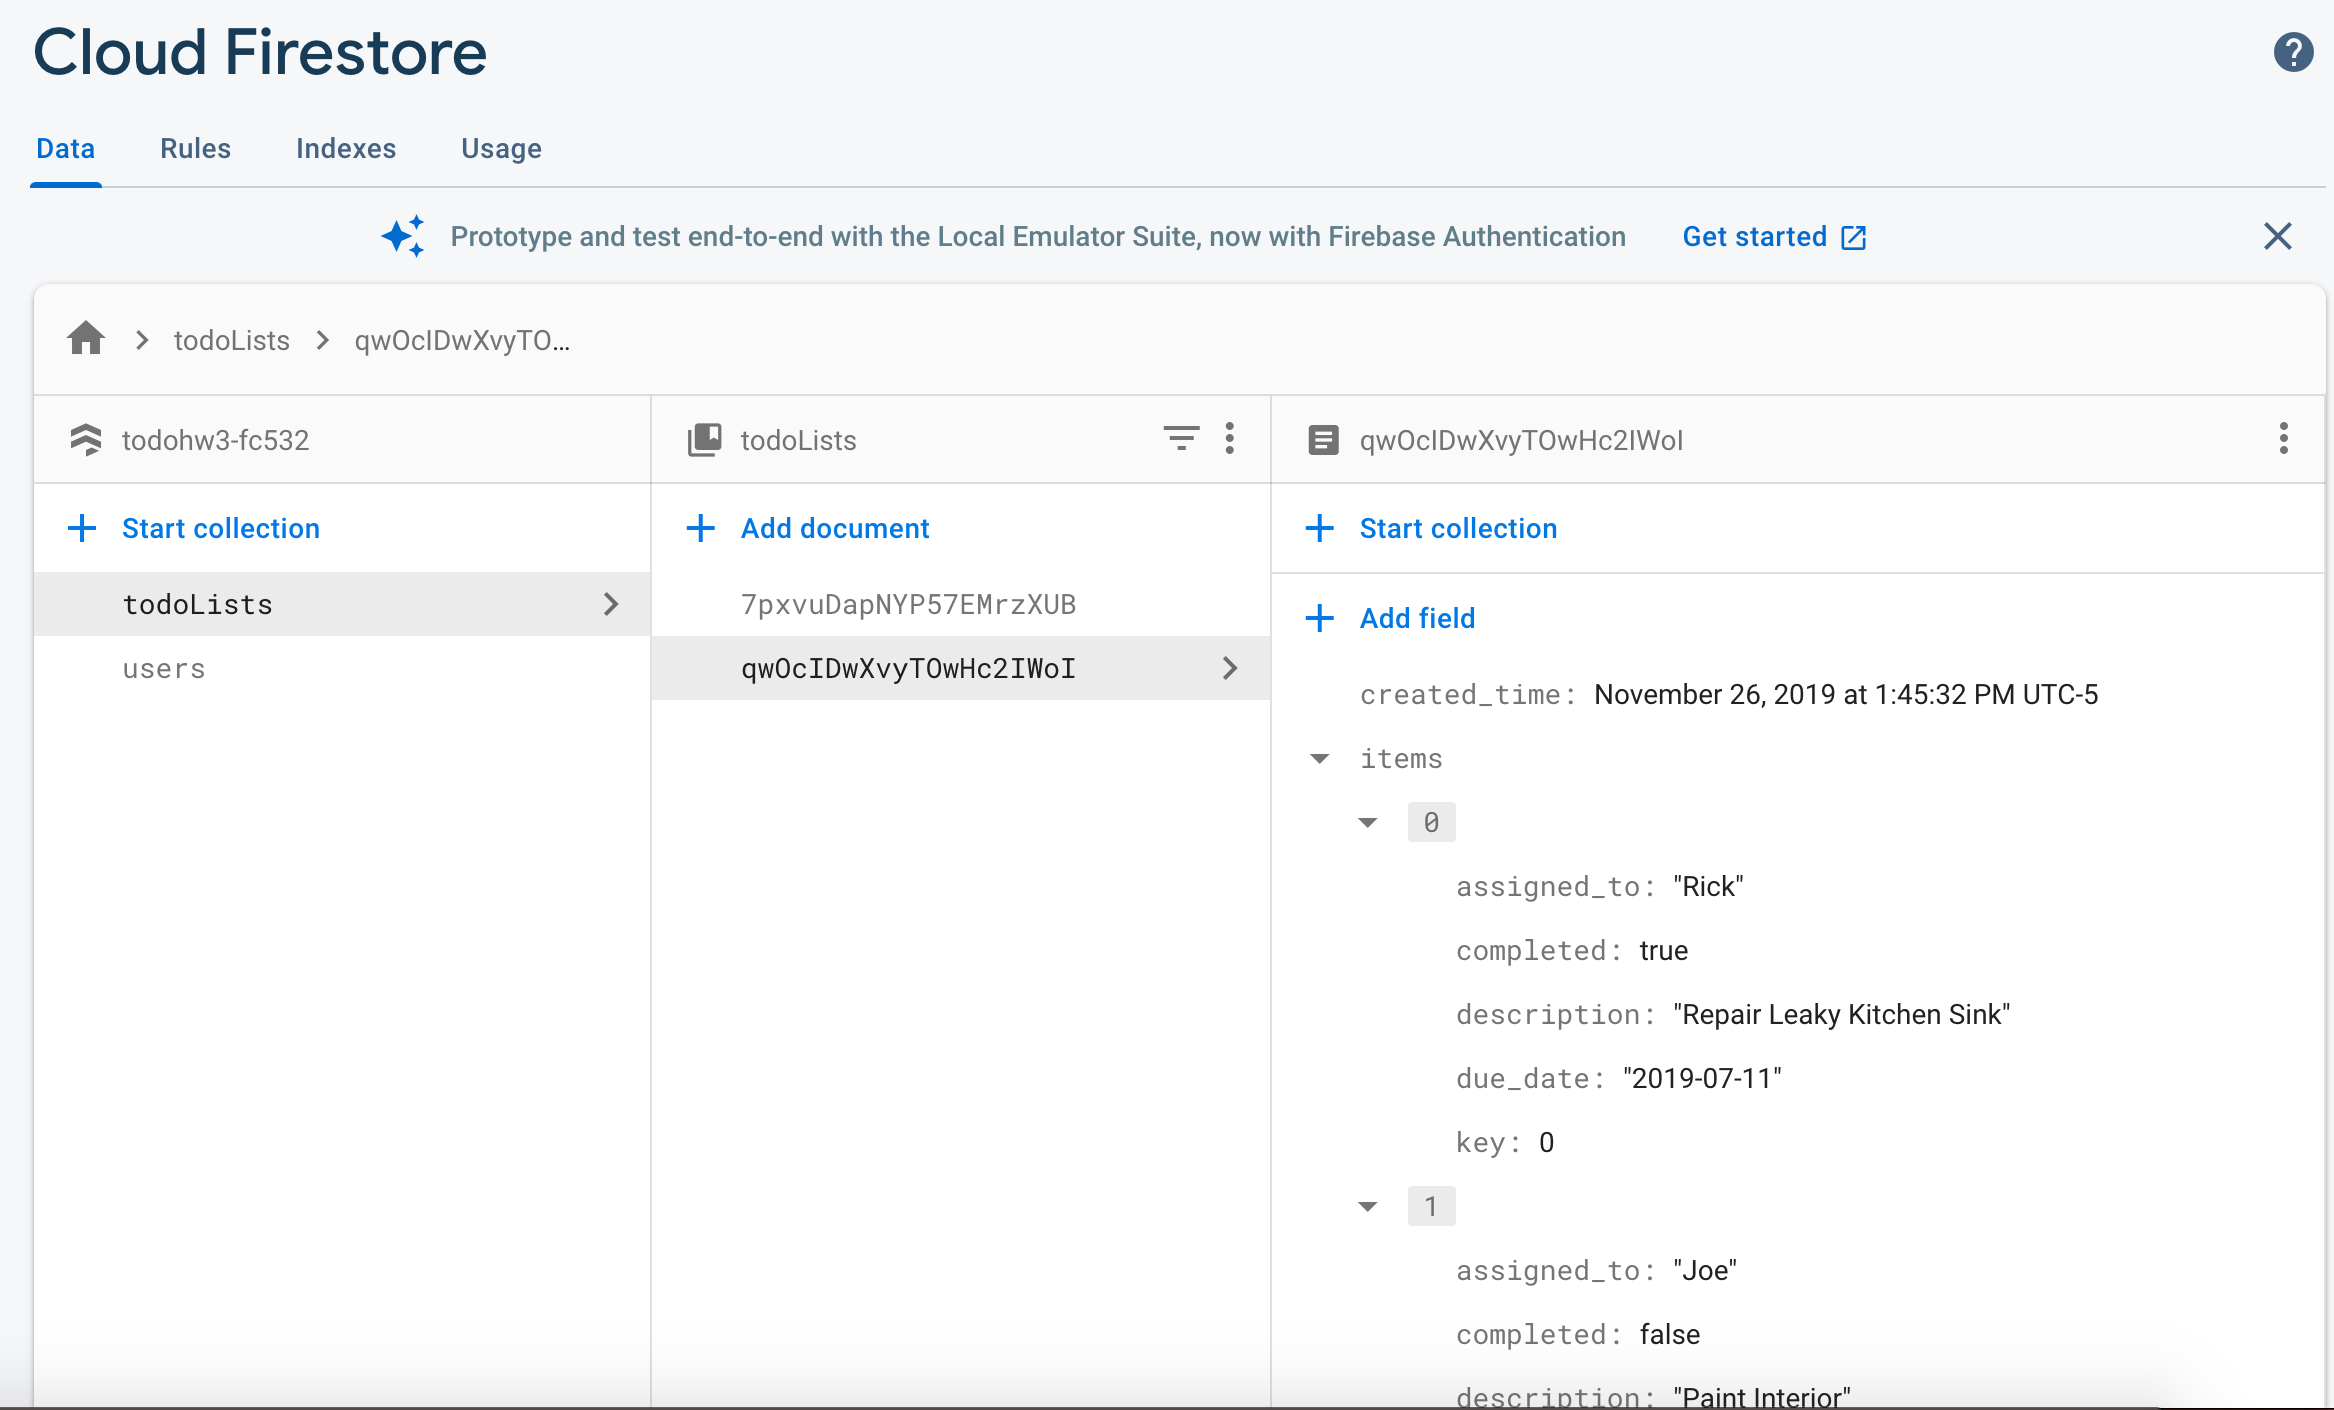 Cloud Firestore
?
Data Rules Indexes Usage
Prototype and test end-to-end with the Local Emulator Suite, now with Firebase Authentication Get started
todoLists qwOcIDwXvyTO...
todohw3-fc532
Start collection
todoLists
users
todoLists
Add document
7pxvuDapNYP57EMrzXUB
qwOcIDwXvyTOwHc2IWoI
qwOcIDwXvyTOwHc2IWoI
Start collection
Add field
created_time: November 26, 2019 at 1:45:32 PM UTC-5
items
0
assigned_to: "Rick"
completed: true
description: "Repair Leaky Kitchen Sink"
due_date: "2019-07-11"
key: 0
1
assigned_to: "Joe"
completed: false
description: "Paint Interior"